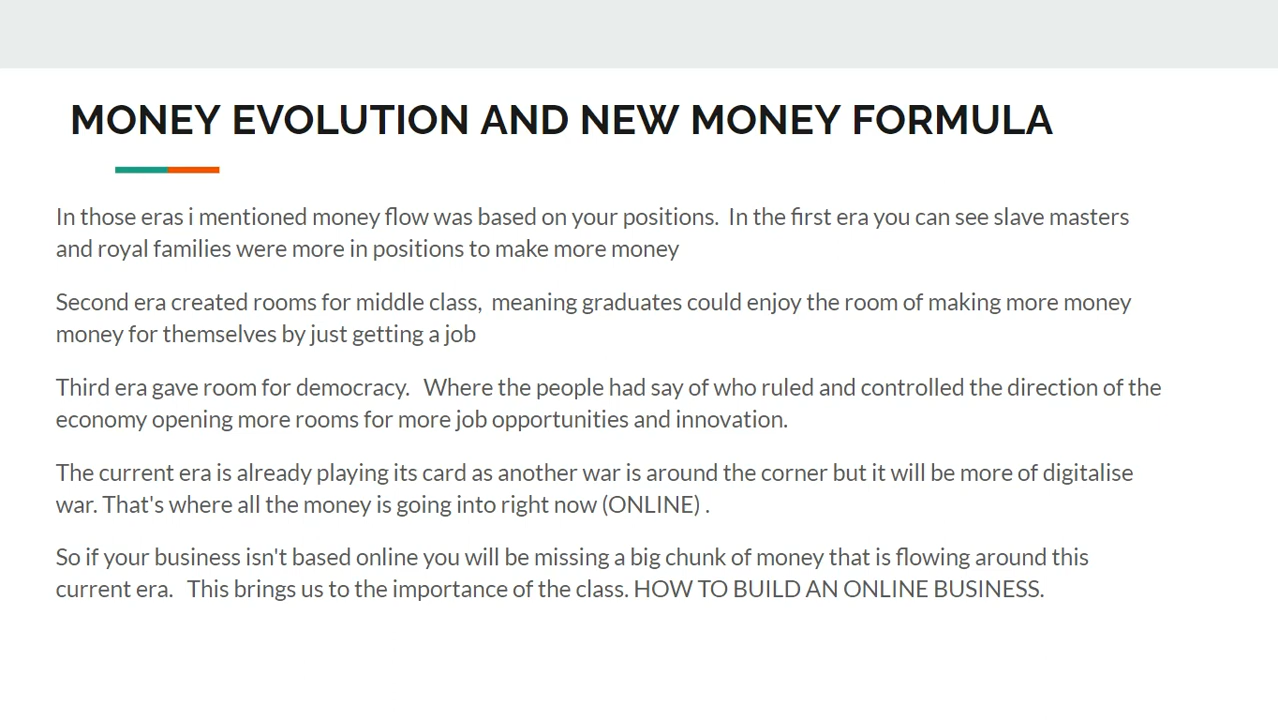 MONEY EVOLUTION AND NEW MONEY FORMULA
In those eras i mentioned money flow was based on your positions.  In the first era you can see slave masters
and royal families were more in positions to make more money
Second era created rooms for middle class,  meaning graduates could enjoy the room of making more money
money for themselves by just getting a job
Third era gave room for democracy.   Where the people had say of who ruled and controlled the direction of the
economy opening more rooms for more job opportunities and innovation.
The current era is already playing its card as another war is around the corner but it will be more of digitalise
war. That's where all the money is going into right now (ONLINE) .
So if your business isn't based online you will be missing a big chunk of money that is flowing around this
current era.   This brings us to the importance of the class. HOW TO BUILD AN ONLINE BUSINESS.